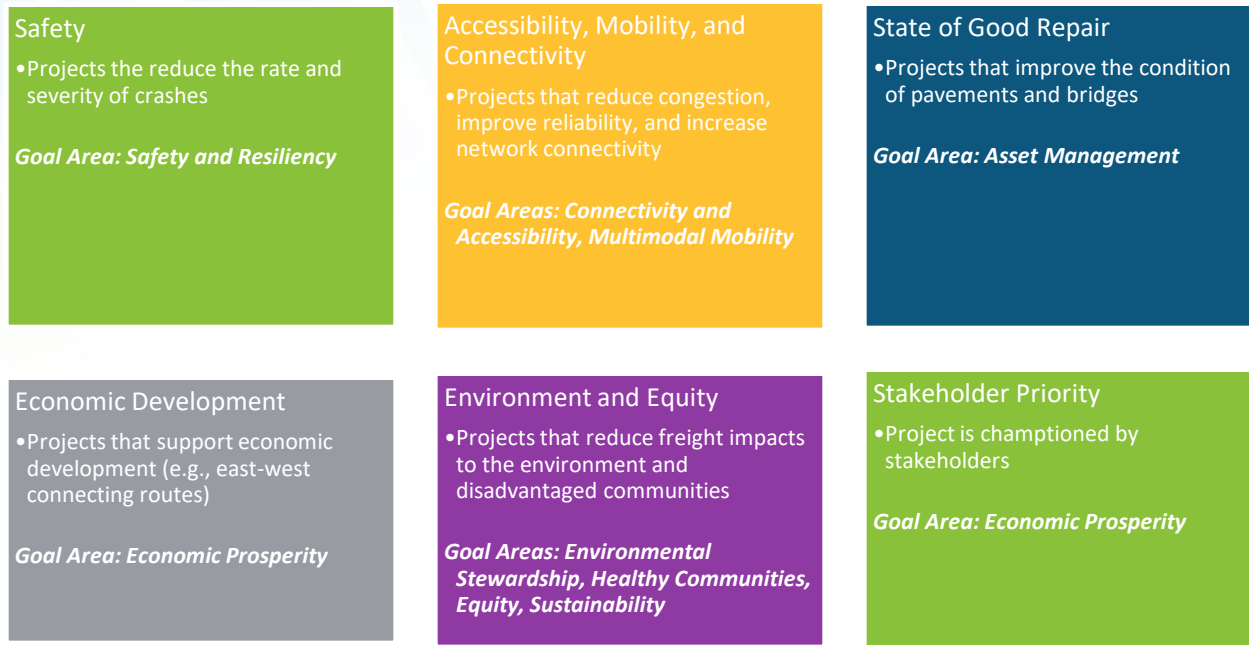 Safety
•Projects the reduce the rate and
severity of crashes
Goal Area: Safety and Resiliency
Accessibility, Mobility, and
Connectivity
•Projects that reduce congestion,
improve reliability, and increase
network connectivity
Goal Areas: Connectivity and
Accessibility, Multimodal Mobility
State of Good Repair
•Projects that improve the condition
of pavements and bridges
Goal Area: Asset Management
Economic Development
•Projects that support economic
development (e.g., east-west
connecting routes)
Goal Area: Economic Prosperity
Environment and Equity
•Projects that reduce freight impacts
to the environment and
disadvantaged communities
Goal Areas: Environmental
Stewardship, Healthy Communities,
Equity, Sustainability
Stakeholder Priority
•Project is champtioned by
stakeholders
Goal Area: Economic Prosperity